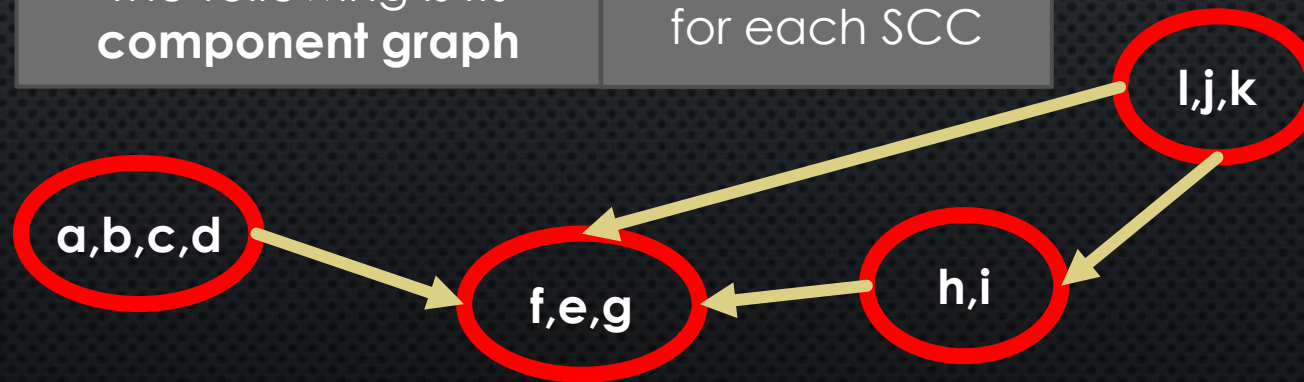 component graph
for each SCC
l,j,k
a,b,c,d
f,e,g
h,i